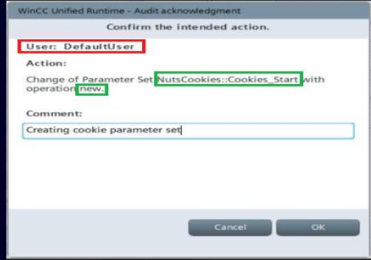 WinCC Unified Runtime - Audit acknowledgment
Confirm the intended action.
User: DefaultUser
Action:
Change of Parameter Set NutsCookies::Cookies_Start with
operation new.
Comment:
Creating cookie parameter set
Cancel
OK